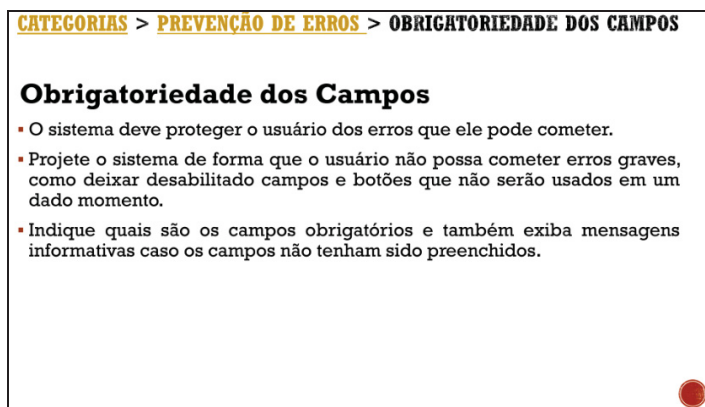 CATEGORIAS > PREVENÇÃO DE ERROS > OBRIGATORIEDADE DOS CAMPOS
Obrigatoriedade dos Campos
▪ O sistema deve proteger o usuário dos erros que ele pode cometer.
▪ Projete o sistema de forma que o usuário não possa cometer erros graves,
como deixar desabilitado campos e botões que não serão usados em um
dado momento.
▪ Indique quais são os campos obrigatórios e também exiba mensagens
informativas caso os campos não tenham sido preenchidos.